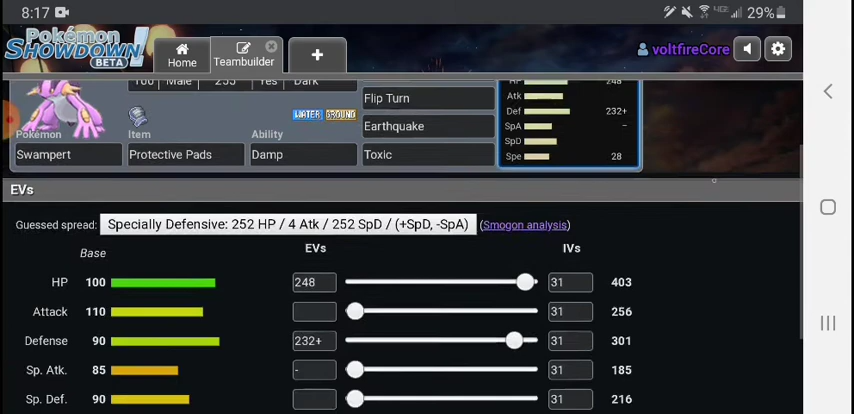 8:17 29%
Pokémon
SHOWDOWN!
BETA
Home
Teambuilder
+
voltfireCore
100 Male 255 Yes Dark
HP 248
Flip Turn
Atk
WATER GROUND
Def 232+
Pokémon Item Ability
Earthquake
SpA -
SpD
Swampert Protective Pads Damp Toxic
Spe 28
EVs
Guessed spread: Specially Defensive: 252 HP / 4 Atk / 252 SpD / (+SpD, -SpA) (Smogon analysis)
Base EVs IVs
HP 100 248 31 403
Attack 110 31 256
Defense 90 232+ 31 301
Sp. Atk. 85 - 31 185
Sp. Def. 90 31 216